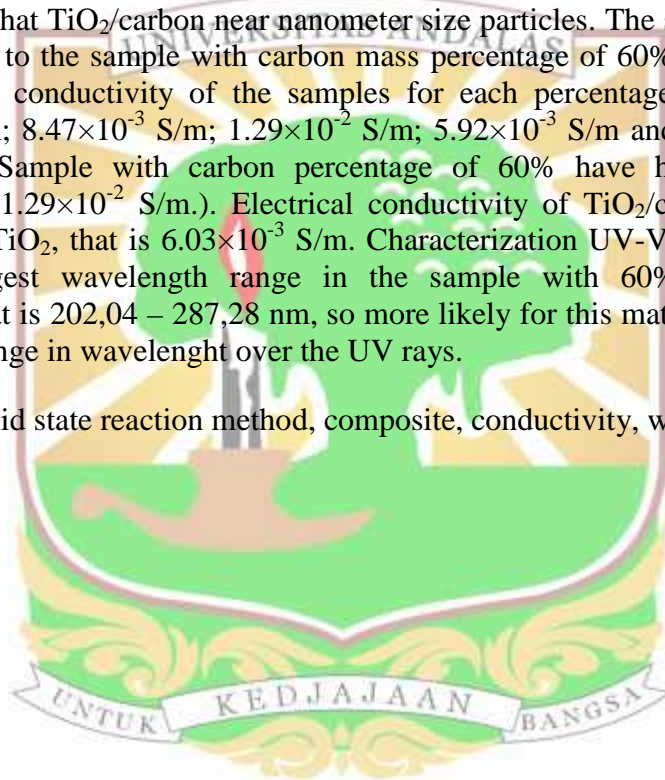 hat TiO₂/carbon near nanometer size particles. The
UNIVERSITAS ANDALAS
to the sample with carbon mass percentage of 60%
conductivity of the samples for each percentage
; 8.47×10⁻³ S/m; 1.29×10⁻² S/m; 5.92×10⁻³ S/m and
Sample with carbon percentage of 60% have h
1.29×10⁻² S/m.). Electrical conductivity of TiO₂/c
TiO₂, that is 6.03×10⁻³ S/m. Characterization UV-V
gest wavelength range in the sample with 60%
at is 202,04 – 287,28 nm, so more likely for this mat
nge in wavelenght over the UV rays.
id state reaction method, composite, conductivity, w
UNTUK KEDJAJAAN BANGSA